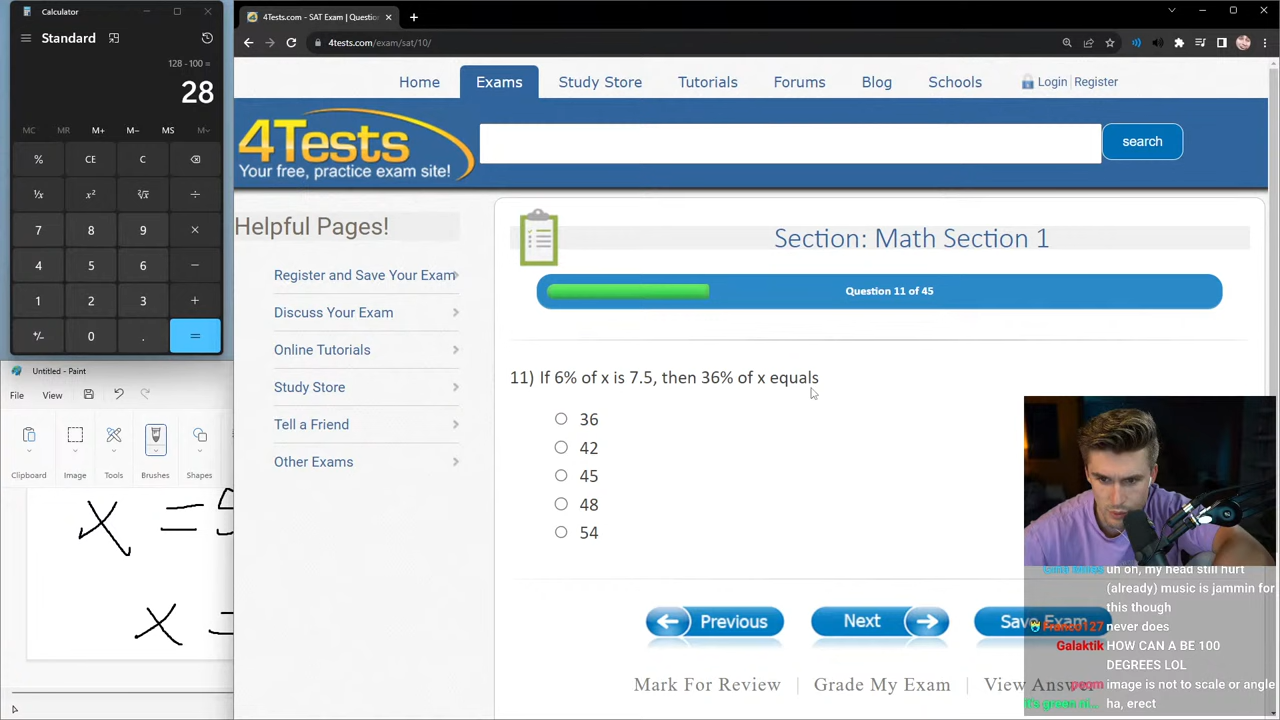 Calculator
4Tests.com - SAT Exam | Question
4tests.com/exam/sat/10/
Standard
128 - 100 =
28
MC MR M+ M− MS M˅
% CE C
⅟x x² ²√x ÷
7 8 9 ×
4 5 6 −
1 2 3 +
+/− 0 . =
Home Exams Study Store Tutorials Forums Blog Schools Login | Register
4Tests
Your free, practice exam site!
search
Helpful Pages!
Register and Save Your Exam
Discuss Your Exam
Online Tutorials
Study Store
Tell a Friend
Other Exams
Section: Math Section 1
Question 11 of 45
11) If 6% of x is 7.5, then 36% of x equals
36
42
45
48
54
Previous Next Save Exam
Mark For Review | Grade My Exam | View Answer
Untitled - Paint
File View
Clipboard Image Tools Brushes Shapes
x =
x =
uh oh, my head still hurt
(already) music is jammin for
this though
Franco127 never does
Galaktik HOW CAN A BE 100
DEGREES LOL
image is not to scale or angle
ha, erect